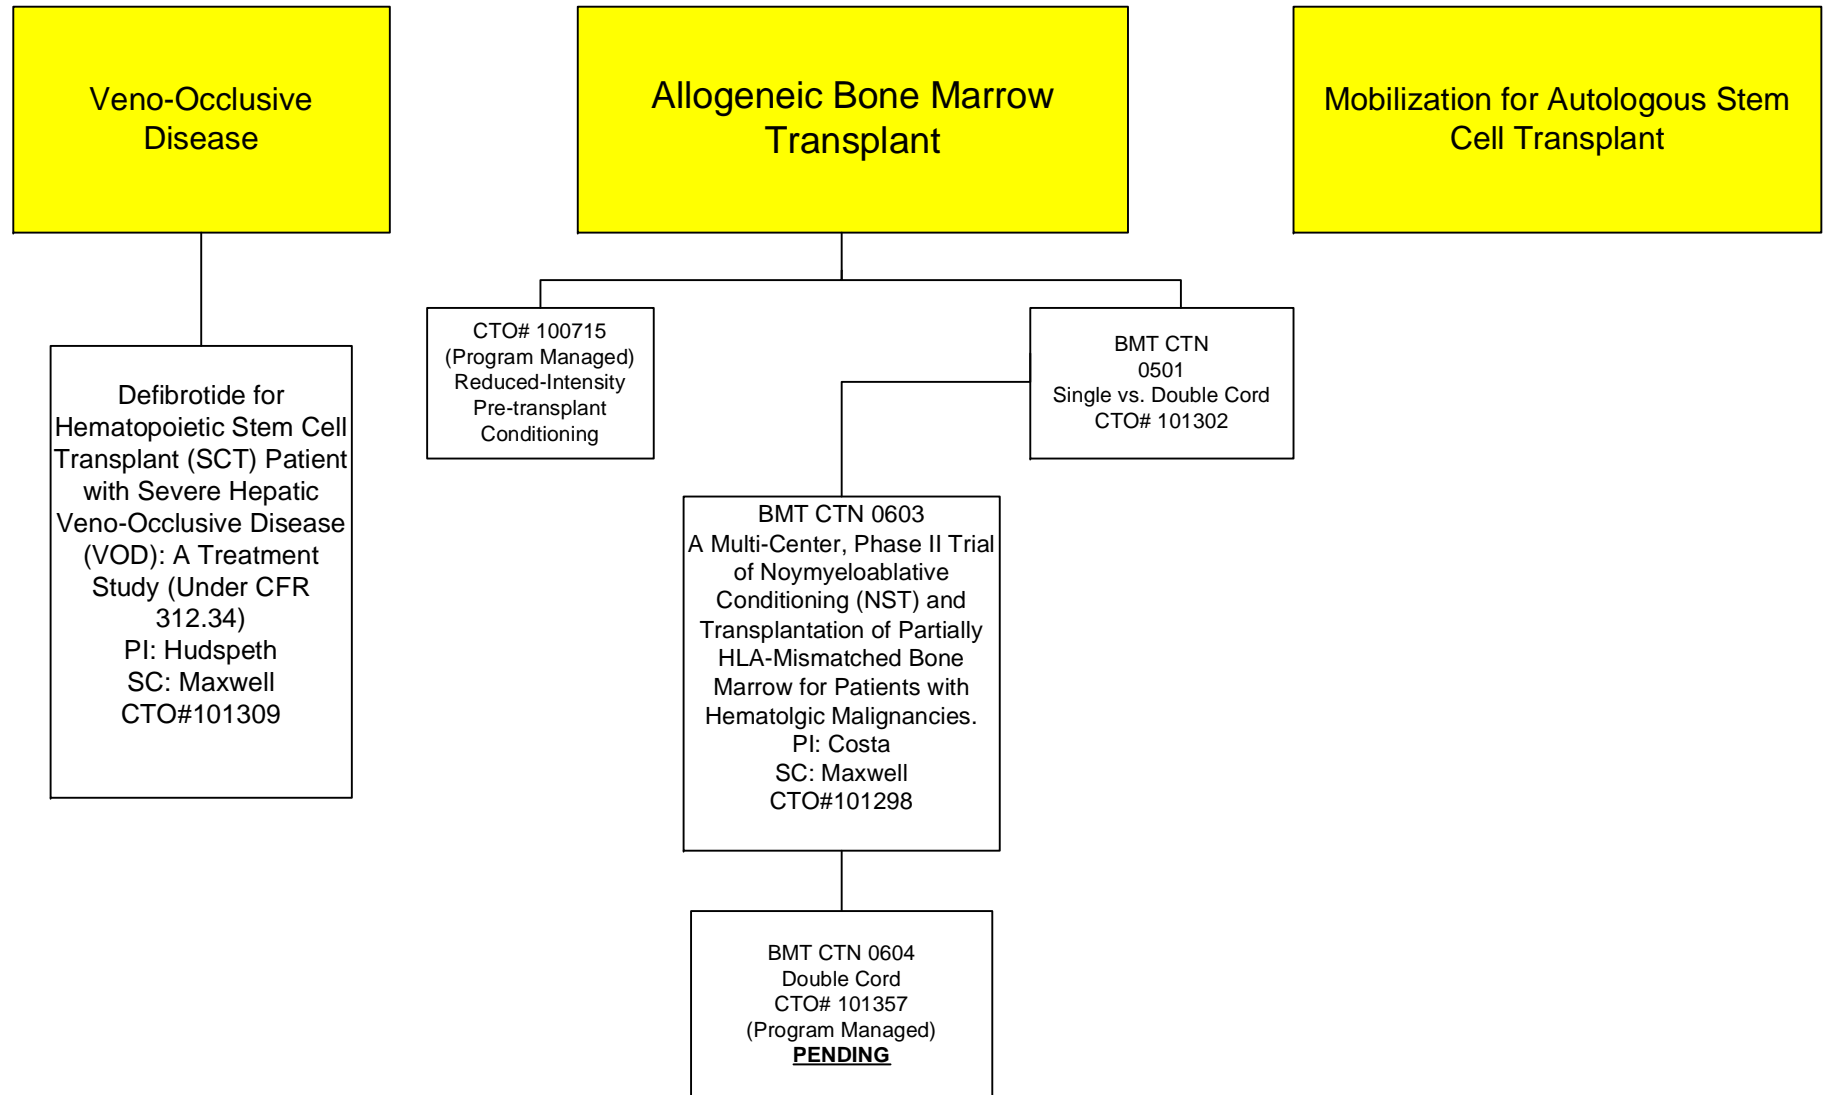 Veno-Occlusive
Disease
Allogeneic Bone Marrow
Transplant
Mobilization for Autologous Stem
Cell Transplant
CTO# 100715
(Program Managed)
Reduced-Intensity
Pre-transplant
Conditioning
BMT CTN
0501
Single vs. Double Cord
CTO# 101302
Defibrotide for
Hematopoietic Stem Cell
Transplant (SCT) Patient
with Severe Hepatic
Veno-Occlusive Disease
(VOD): A Treatment
Study (Under CFR
312.34)
PI: Hudspeth
SC: Maxwell
CTO#101309
BMT CTN 0603
A Multi-Center, Phase II Trial
of Noymyeloablative
Conditioning (NST) and
Transplantation of Partially
HLA-Mismatched Bone
Marrow for Patients with
Hematolgic Malignancies.
PI: Costa
SC: Maxwell
CTO#101298
BMT CTN 0604
Double Cord
CTO# 101357
(Program Managed)
PENDING